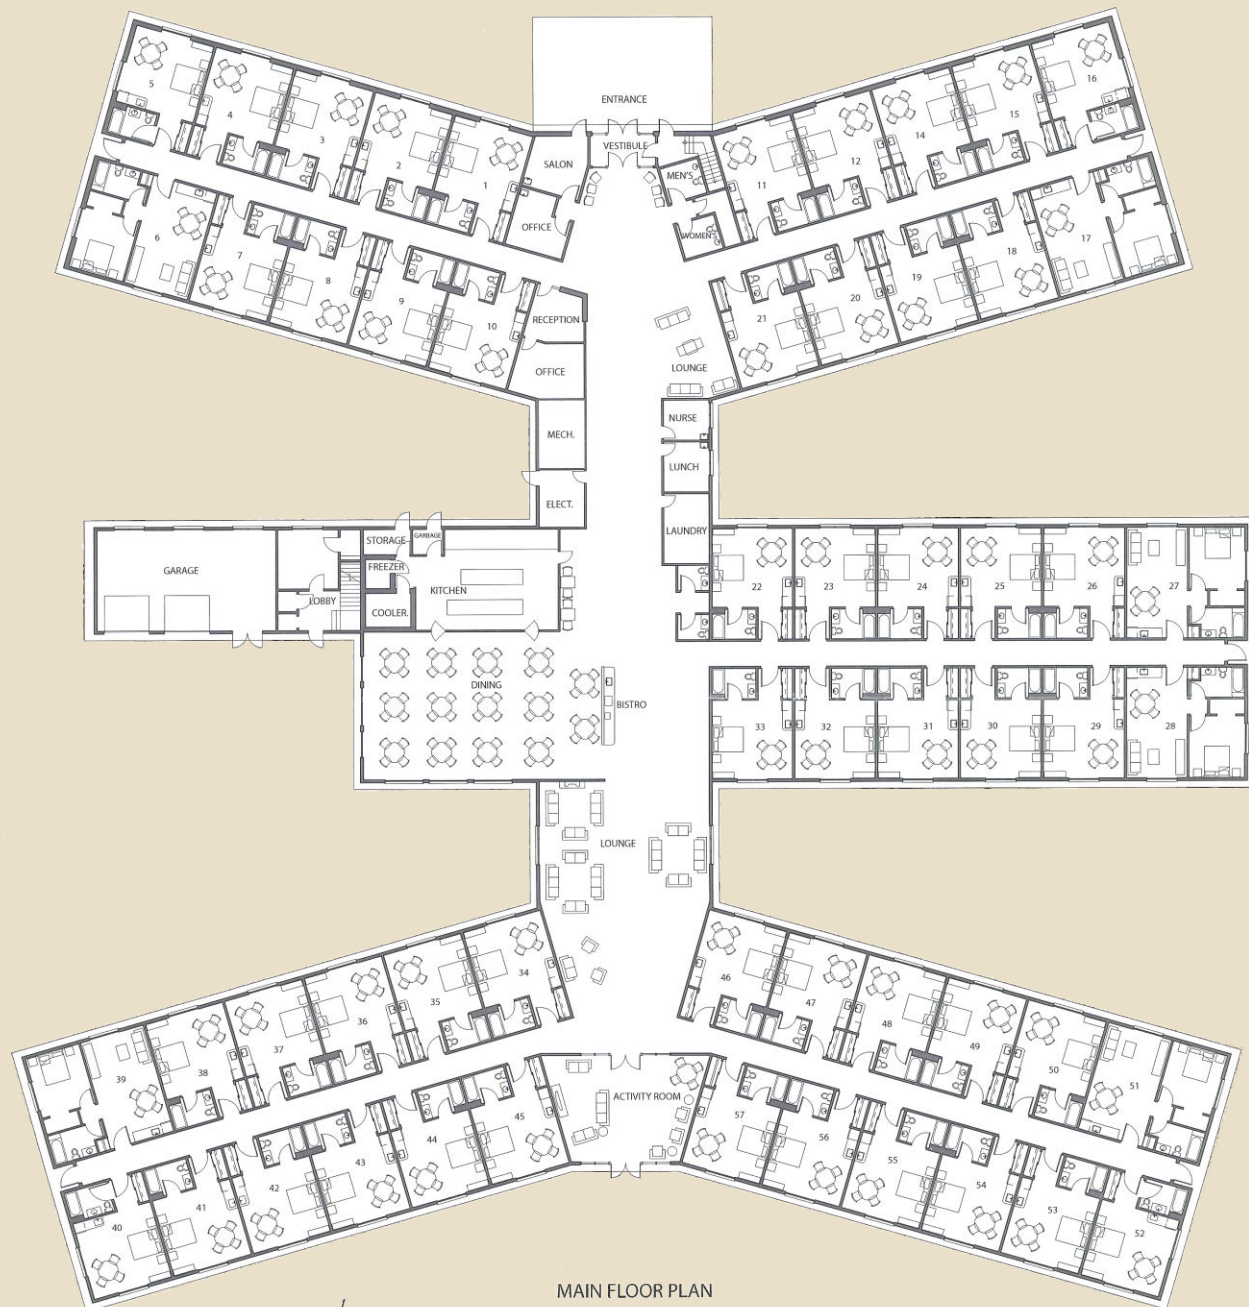 ENTRANCE
VESTIBULE
SALON
MEN'S
OFFICE
WOMEN'S
5
4
3
2
1
11
12
14
15
16
6
7
8
9
10
21
20
19
18
17
RECEPTION
OFFICE
LOUNGE
MECH.
NURSE
LUNCH
ELECT.
LAUNDRY
GARAGE
LOBBY
STORAGE
GARBAGE
FREEZER
KITCHEN
COOLER.
22
23
24
25
26
27
DINING
BISTRO
33
32
31
30
29
28
LOUNGE
34
35
36
37
38
39
46
47
48
49
50
51
ACTIVITY ROOM
45
44
43
42
41
40
57
56
55
54
53
52
MAIN FLOOR PLAN